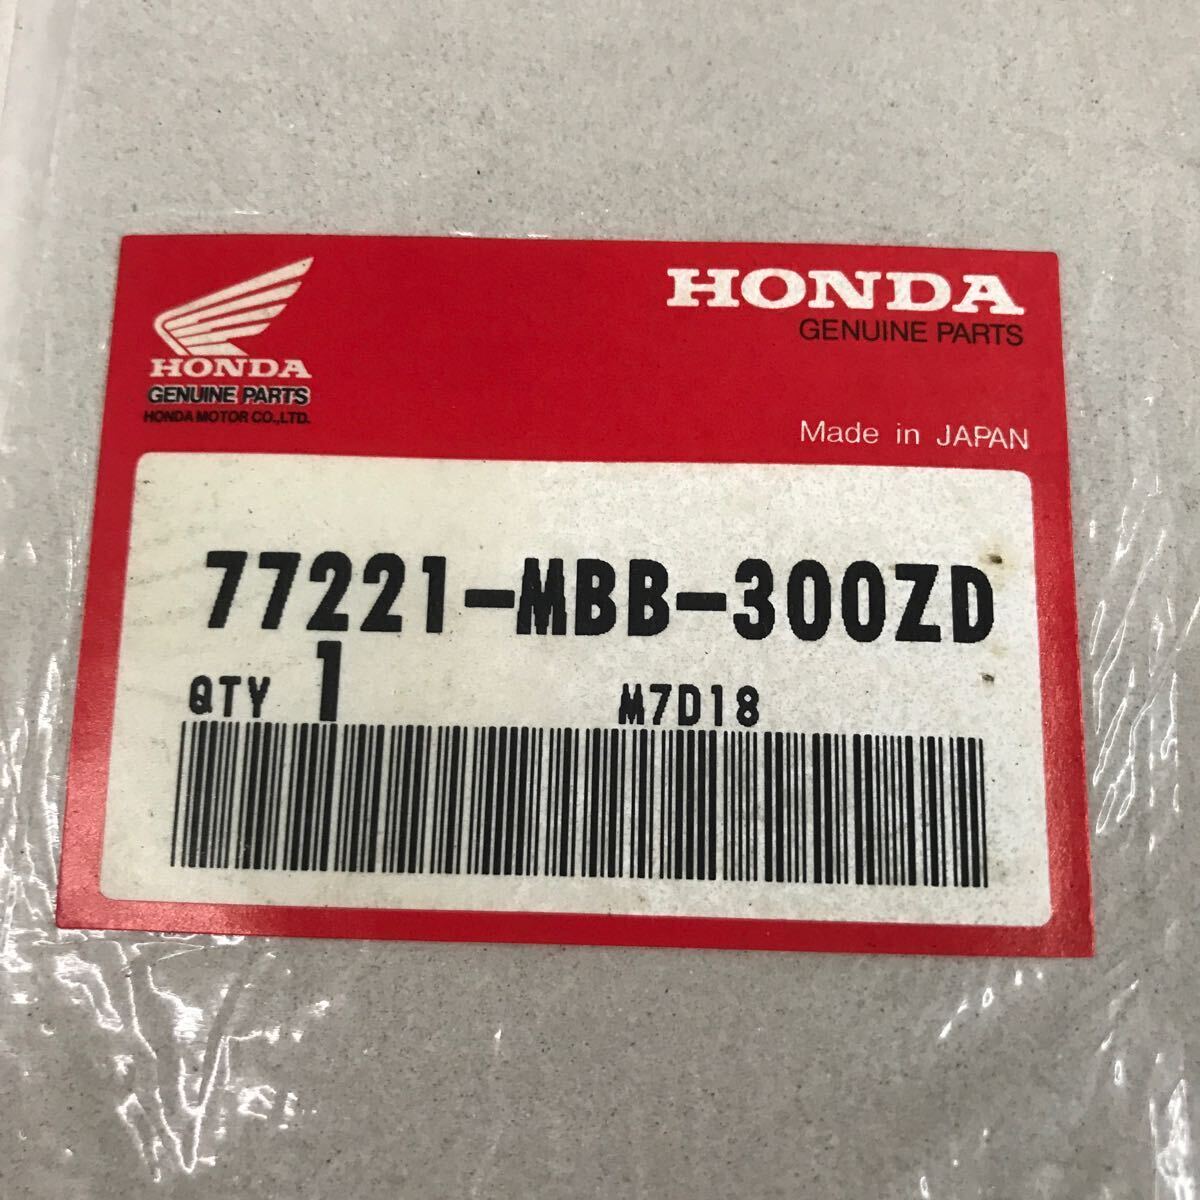 HONDA
GENUINE PARTS
HONDA MOTOR CO.,LTD.
HONDA
GENUINE PARTS
Made in JAPAN
77221-MBB-300ZD
QTY 1 M7D18